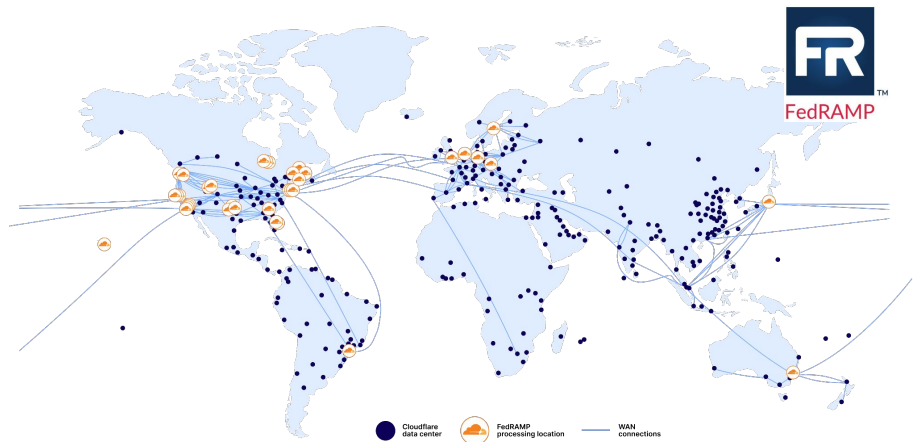 FR
TM
FedRAMP
Cloudflare
data center
FedRAMP
processing location
WAN
connections